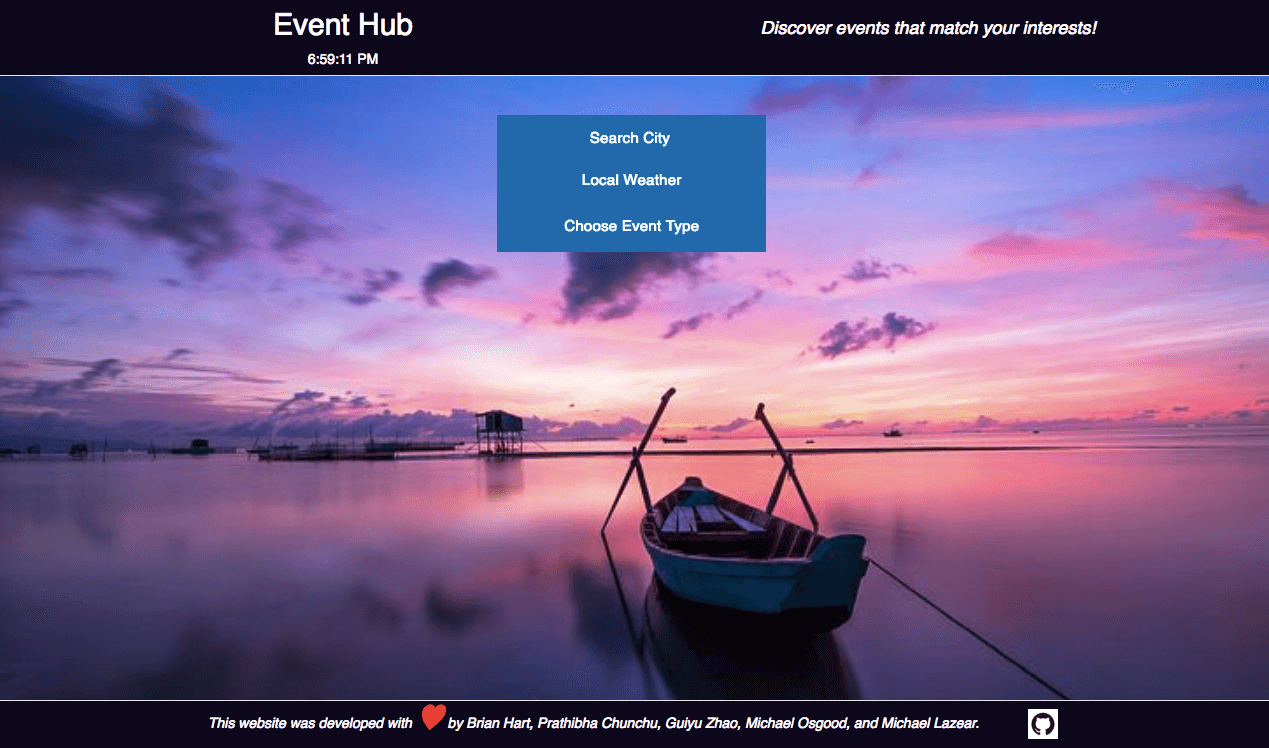 Event Hub
Discover events that match your interests!
6:59:11 PM
Search City
Local Weather
Choose Event Type
This website was developed with ❤ by Brian Hart, Prathibha Chunchu, Guiyu Zhao, Michael Osgood, and Michael Lazear.